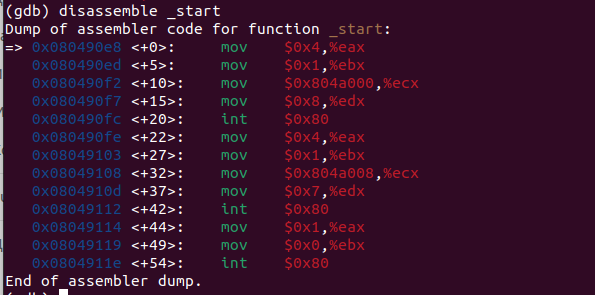 (gdb) disassemble _start
Dump of assembler code for function _start:
=> 0x080490e8 <+0>: mov $0x4,%eax
0x080490ed <+5>: mov $0x1,%ebx
0x080490f2 <+10>: mov $0x804a000,%ecx
0x080490f7 <+15>: mov $0x8,%edx
0x080490fc <+20>: int $0x80
0x080490fe <+22>: mov $0x4,%eax
0x08049103 <+27>: mov $0x1,%ebx
0x08049108 <+32>: mov $0x804a008,%ecx
0x0804910d <+37>: mov $0x7,%edx
0x08049112 <+42>: int $0x80
0x08049114 <+44>: mov $0x1,%eax
0x08049119 <+49>: mov $0x0,%ebx
0x0804911e <+54>: int $0x80
End of assembler dump.